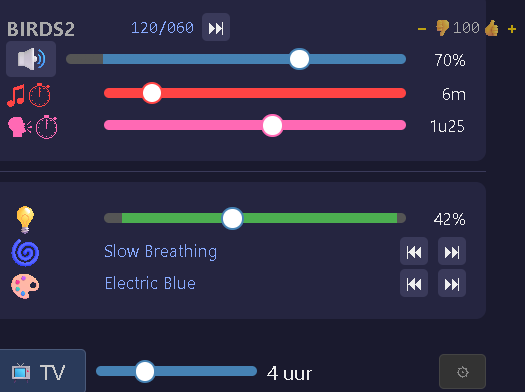 BIRDS2 120/060 − 100 +
70%
6m
1u25
42%
Slow Breathing
Electric Blue
TV 4 uur